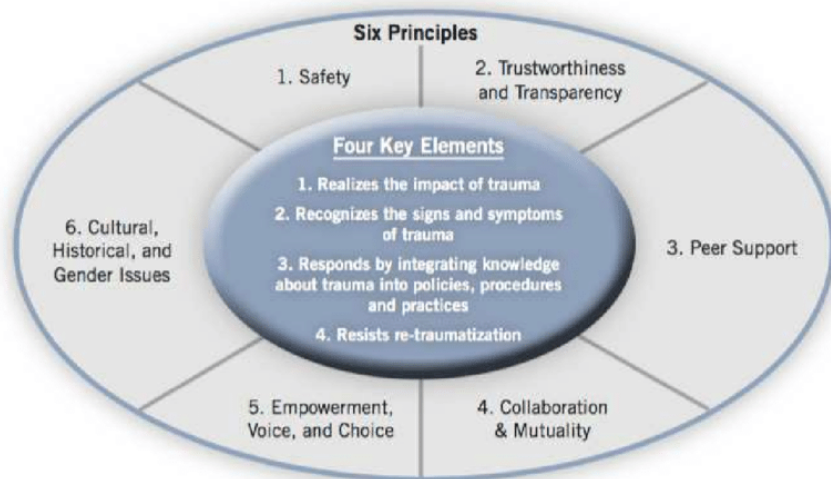 Six Principles
1. Safety
2. Trustworthiness
and Transparency
Four Key Elements
1. Realizes the impact of trauma
2. Recognizes the signs and symptoms
of trauma
3. Responds by integrating knowledge
about trauma into policies, procedures
and practices
4. Resists re-traumatization
3. Peer Support
4. Collaboration
& Mutuality
5. Empowerment,
Voice, and Choice
6. Cultural,
Historical, and
Gender Issues